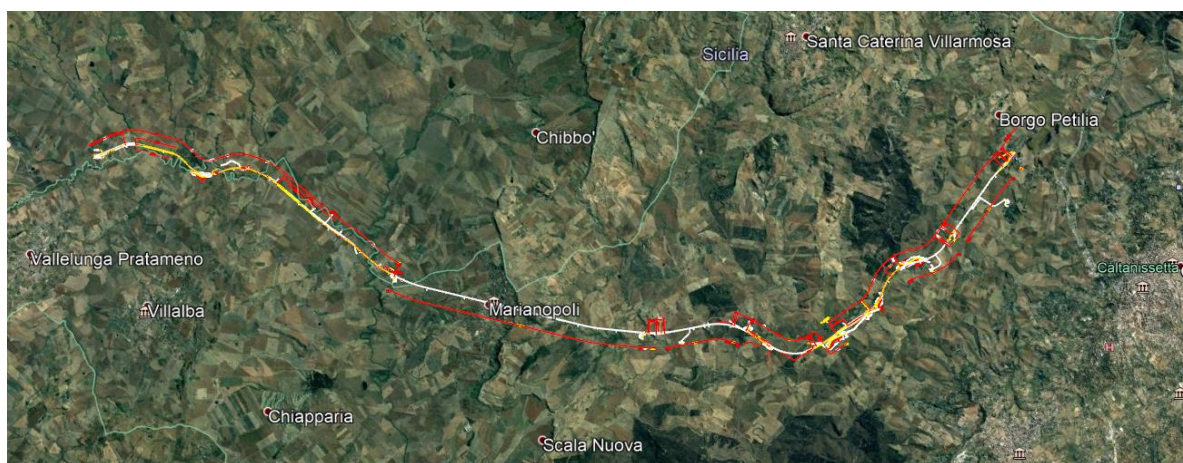 Santa Caterina Villarmosa
Sicilia
Borgo Petilia
Chibbo'
Vallelunga Pratameno
Caltanissetta
Marianopoli
Villalba
H
Chiapparia
Scala Nuova